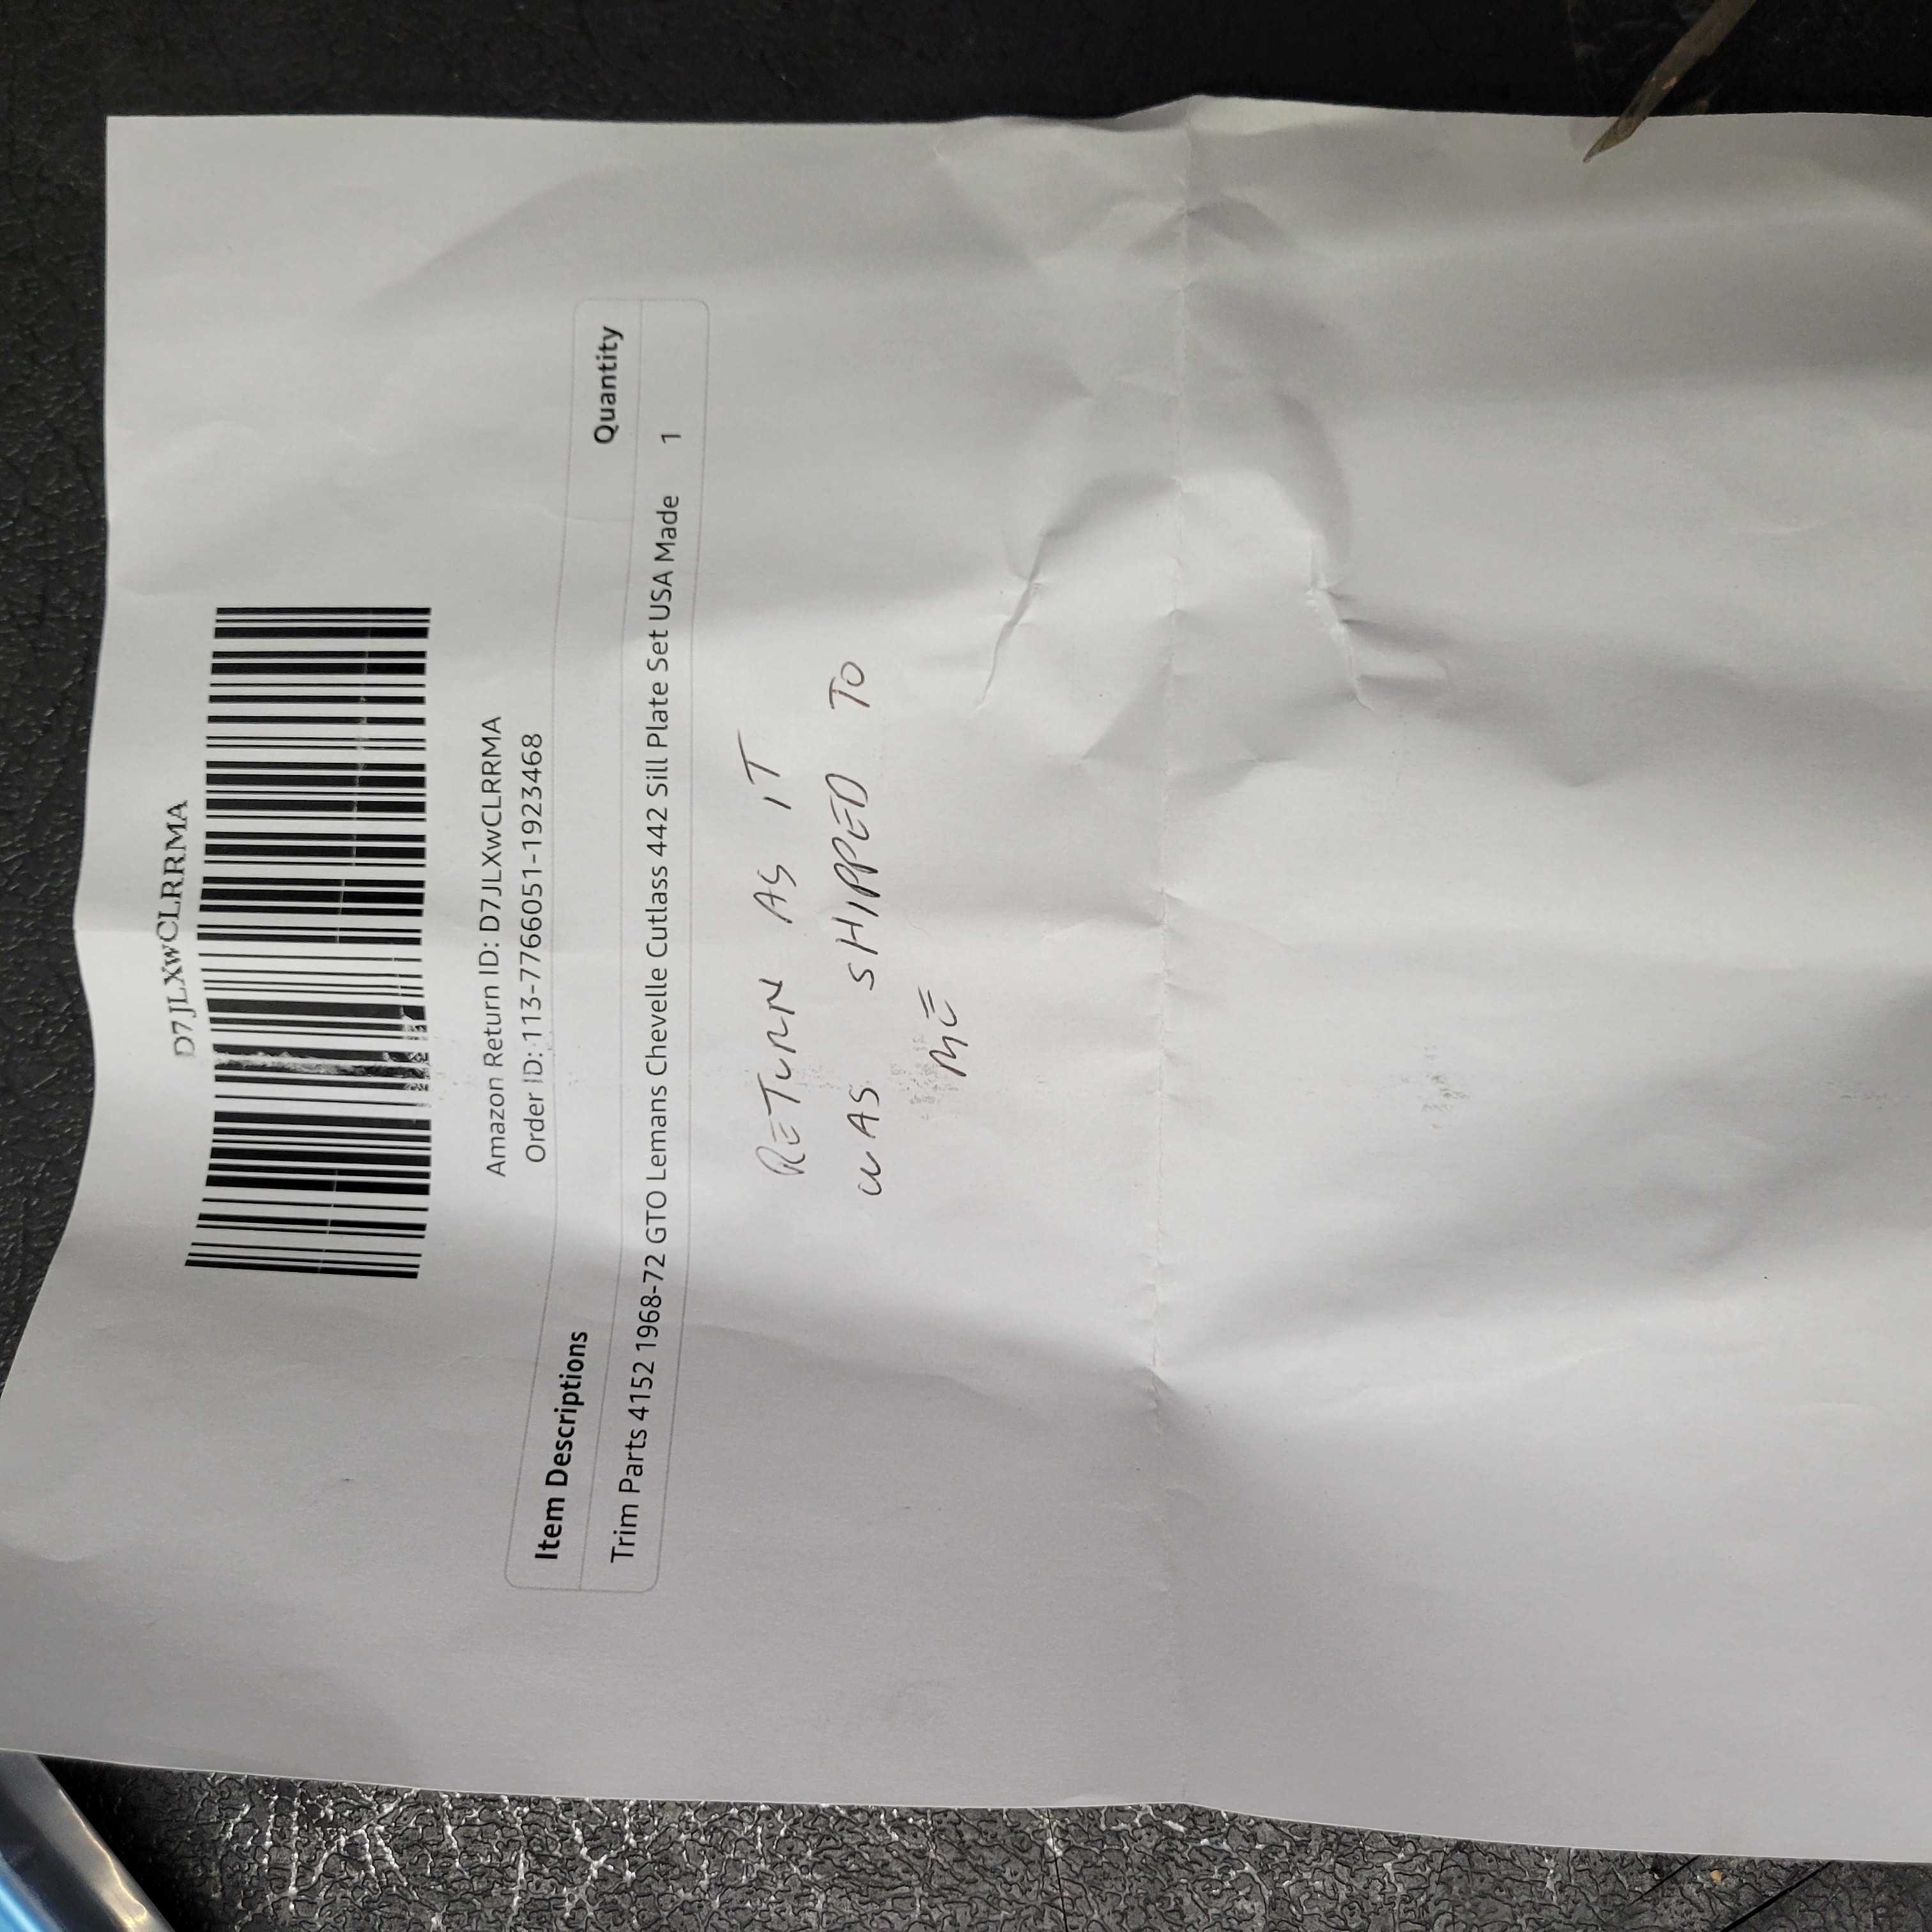 D7JLXwCLRRMA
Amazon Return ID: D7JLXwCLRRMA
Order ID: 113-7766051-1923468
Item Descriptions Quantity
Trim Parts 4152 1968-72 GTO Lemans Chevelle Cutlass 442 Sill Plate Set USA Made 1
RETURN AS IT
WAS SHIPPED TO
ME